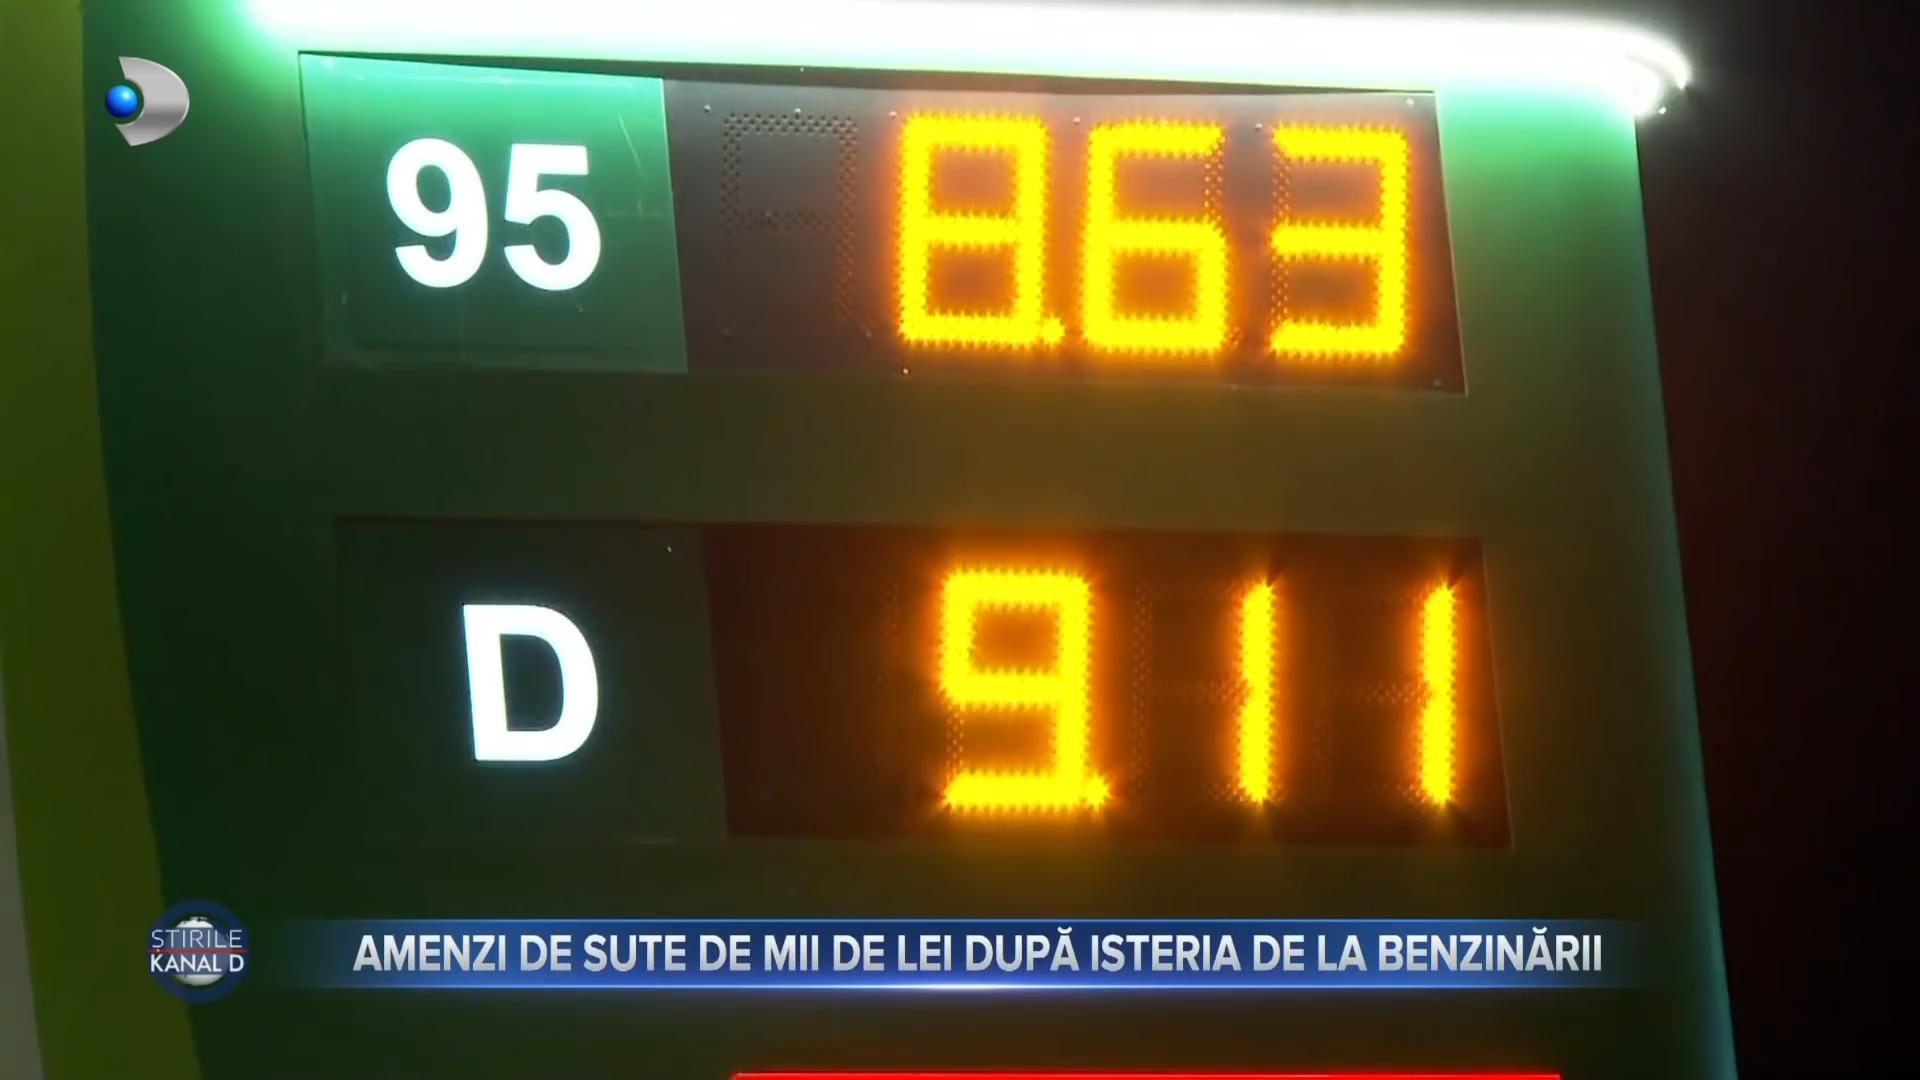 95 8.63
D 9.11
STIRILE
KANAL D
AMENZI DE SUTE DE MII DE LEI DUPĂ ISTERIA DE LA BENZINĂRII